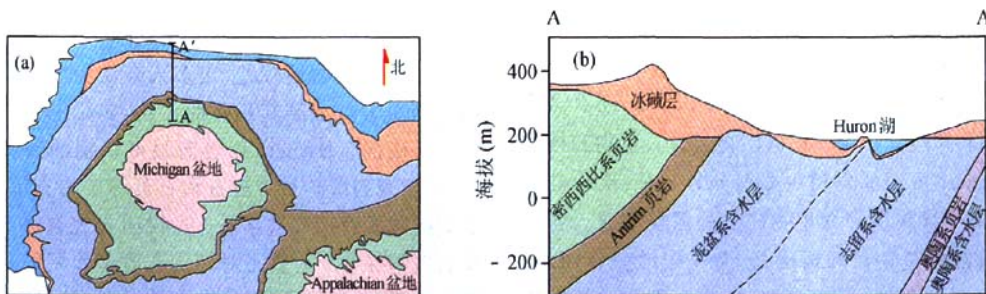 (a)
A'
北
A
Michigan 盆地
Appalachian 盆地
A
A
(b)
400
200
0
- 200
海拔 (m)
冰碛层
Huron 湖
密西西比系页岩
Antrim 页岩
泥盆系含水层
志留系含水层
奥陶系页岩
奥陶系含水层